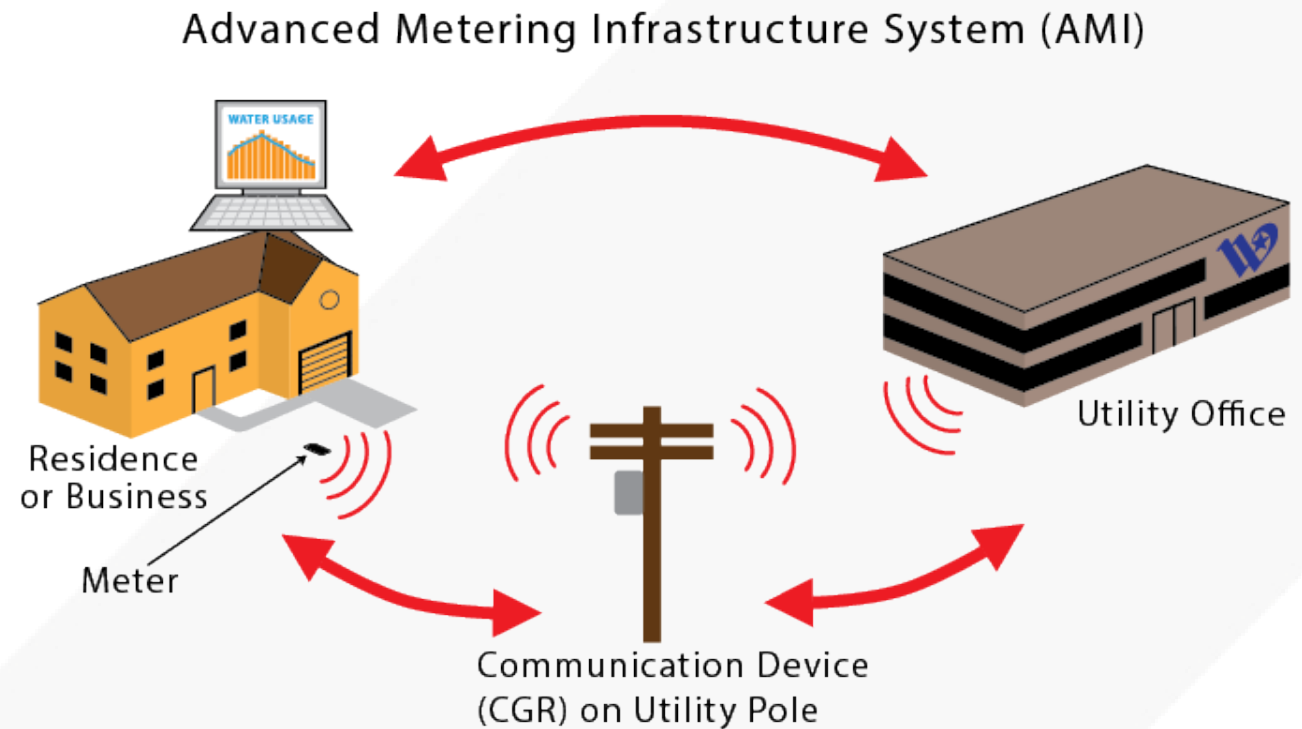 Advanced Metering Infrastructure System (AMI)
WATER USAGE
Utility Office
Residence
or Business
Meter
Communication Device
(CGR) on Utility Pole